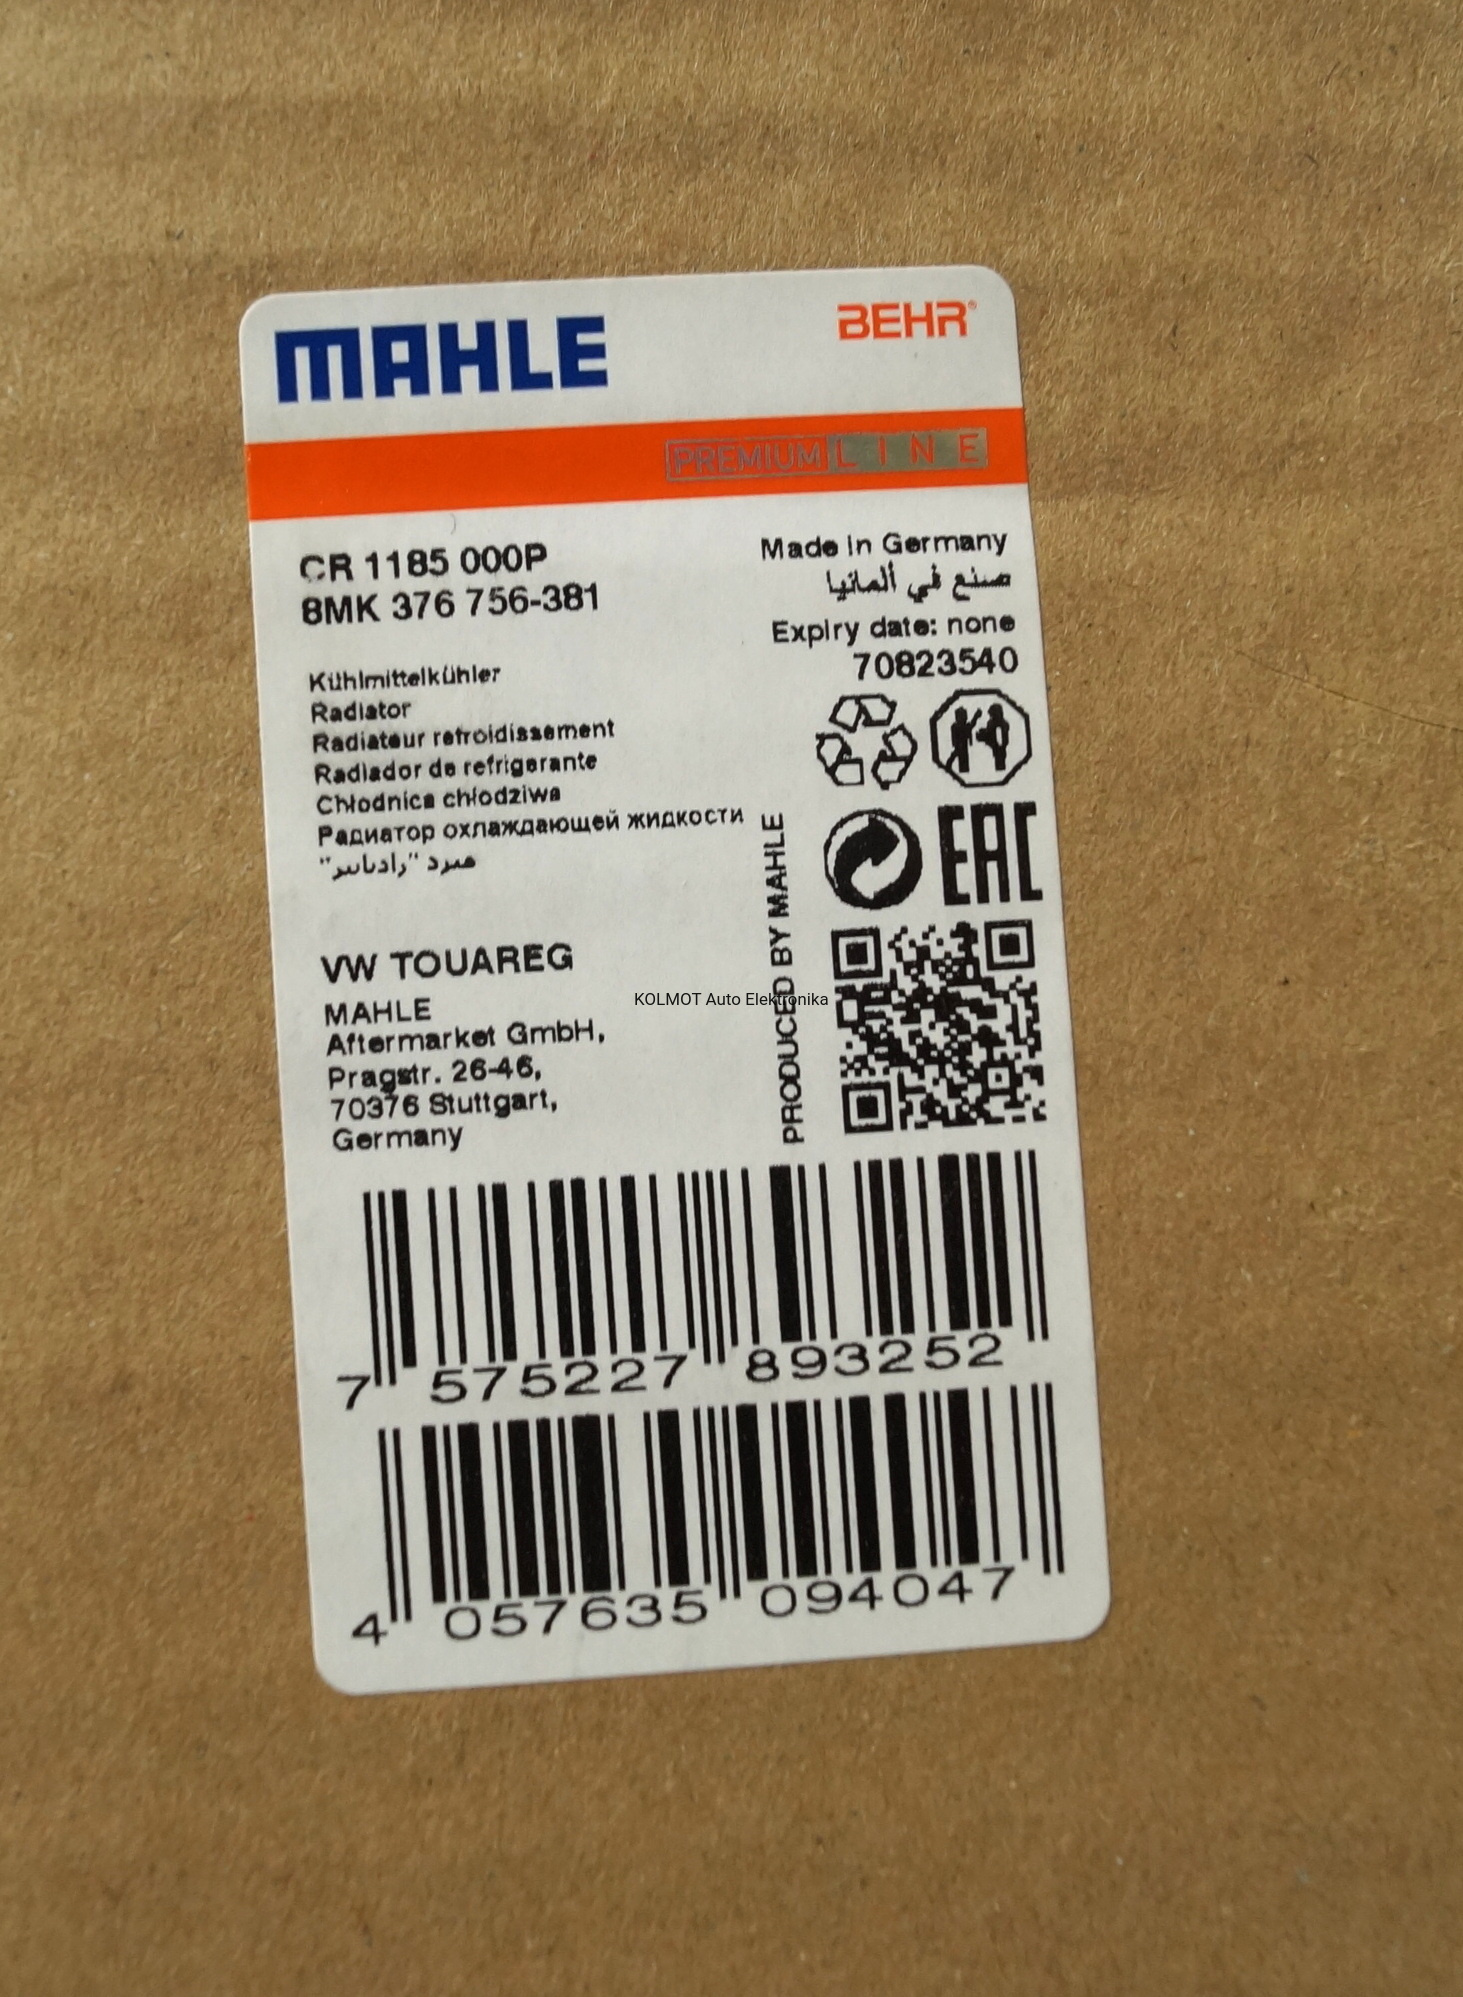 MAHLE
BEHR®
PREMIUM LINE
CR 1185 000P
8MK 376 756-381
Made in Germany
صنع في ألمانيا
Expiry date: none
70823540
Kühlmittelkühler
Radiator
Radiateur refroidissement
Radiador de refrigerante
Chłodnica chłodziwa
Радиатор охлаждающей жидкости
مبرد "رادياتير"
EAC
PRODUCED BY MAHLE
VW TOUAREG
MAHLE
Aftermarket GmbH,
Pragstr. 26-46,
70376 Stuttgart,
Germany
KOLMOT Auto Elektronika
7 575227 893252
4 057635 094047